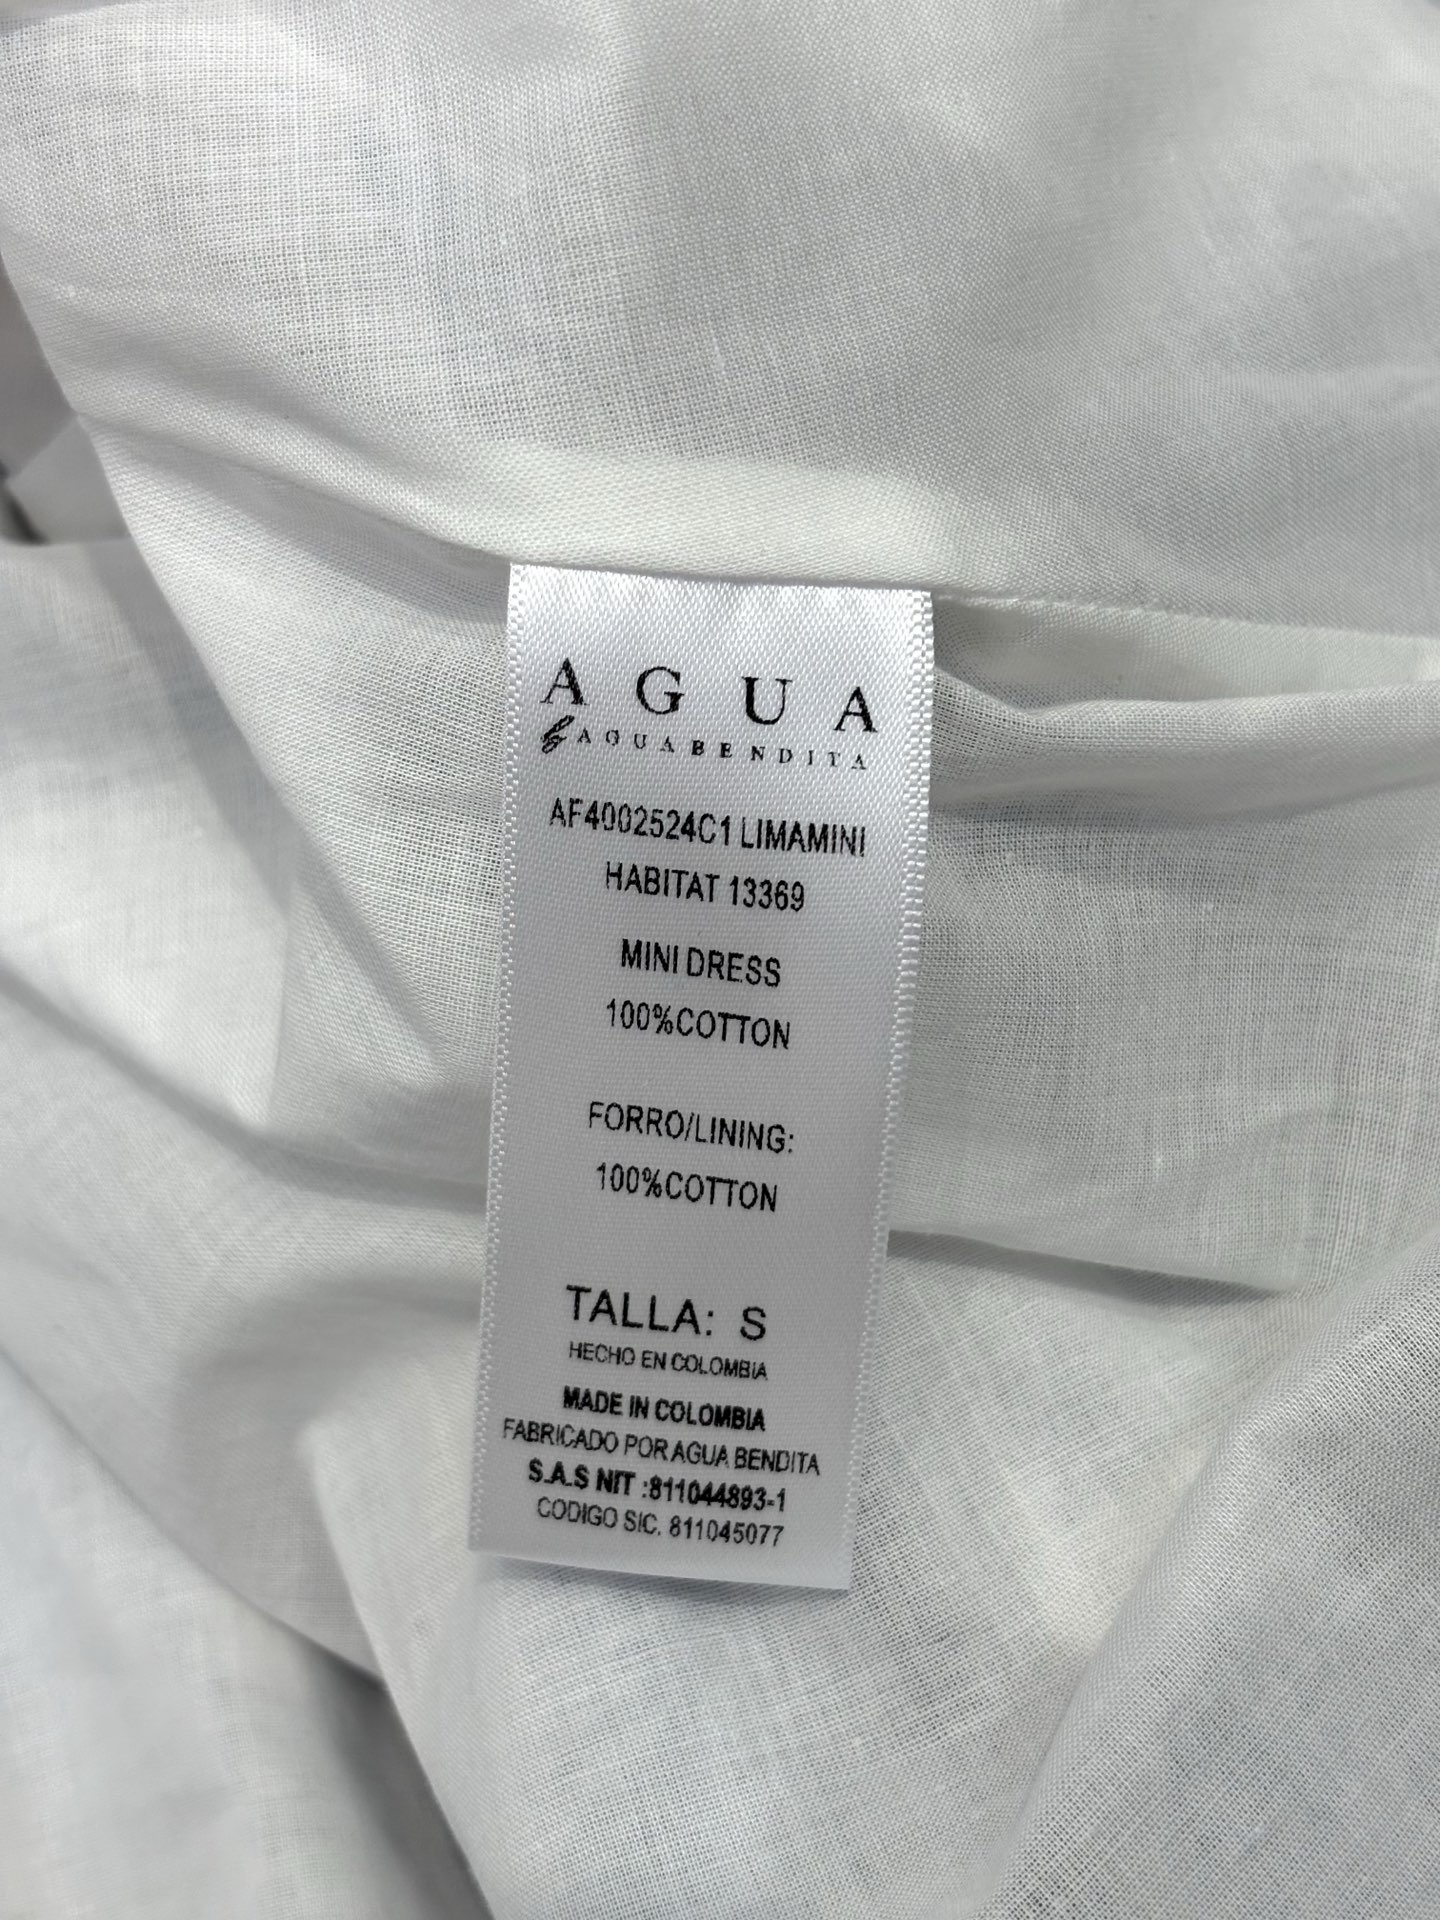 AGUA
by AGUABENDITA
AF4002524C1 LIMAMINI
HABITAT 13369
MINI DRESS
100%COTTON
FORRO/LINING:
100%COTTON
TALLA: S
HECHO EN COLOMBIA
MADE IN COLOMBIA
FABRICADO POR AGUA BENDITA
S.A.S NIT :811044893-1
CODIGO SIC. 811045077